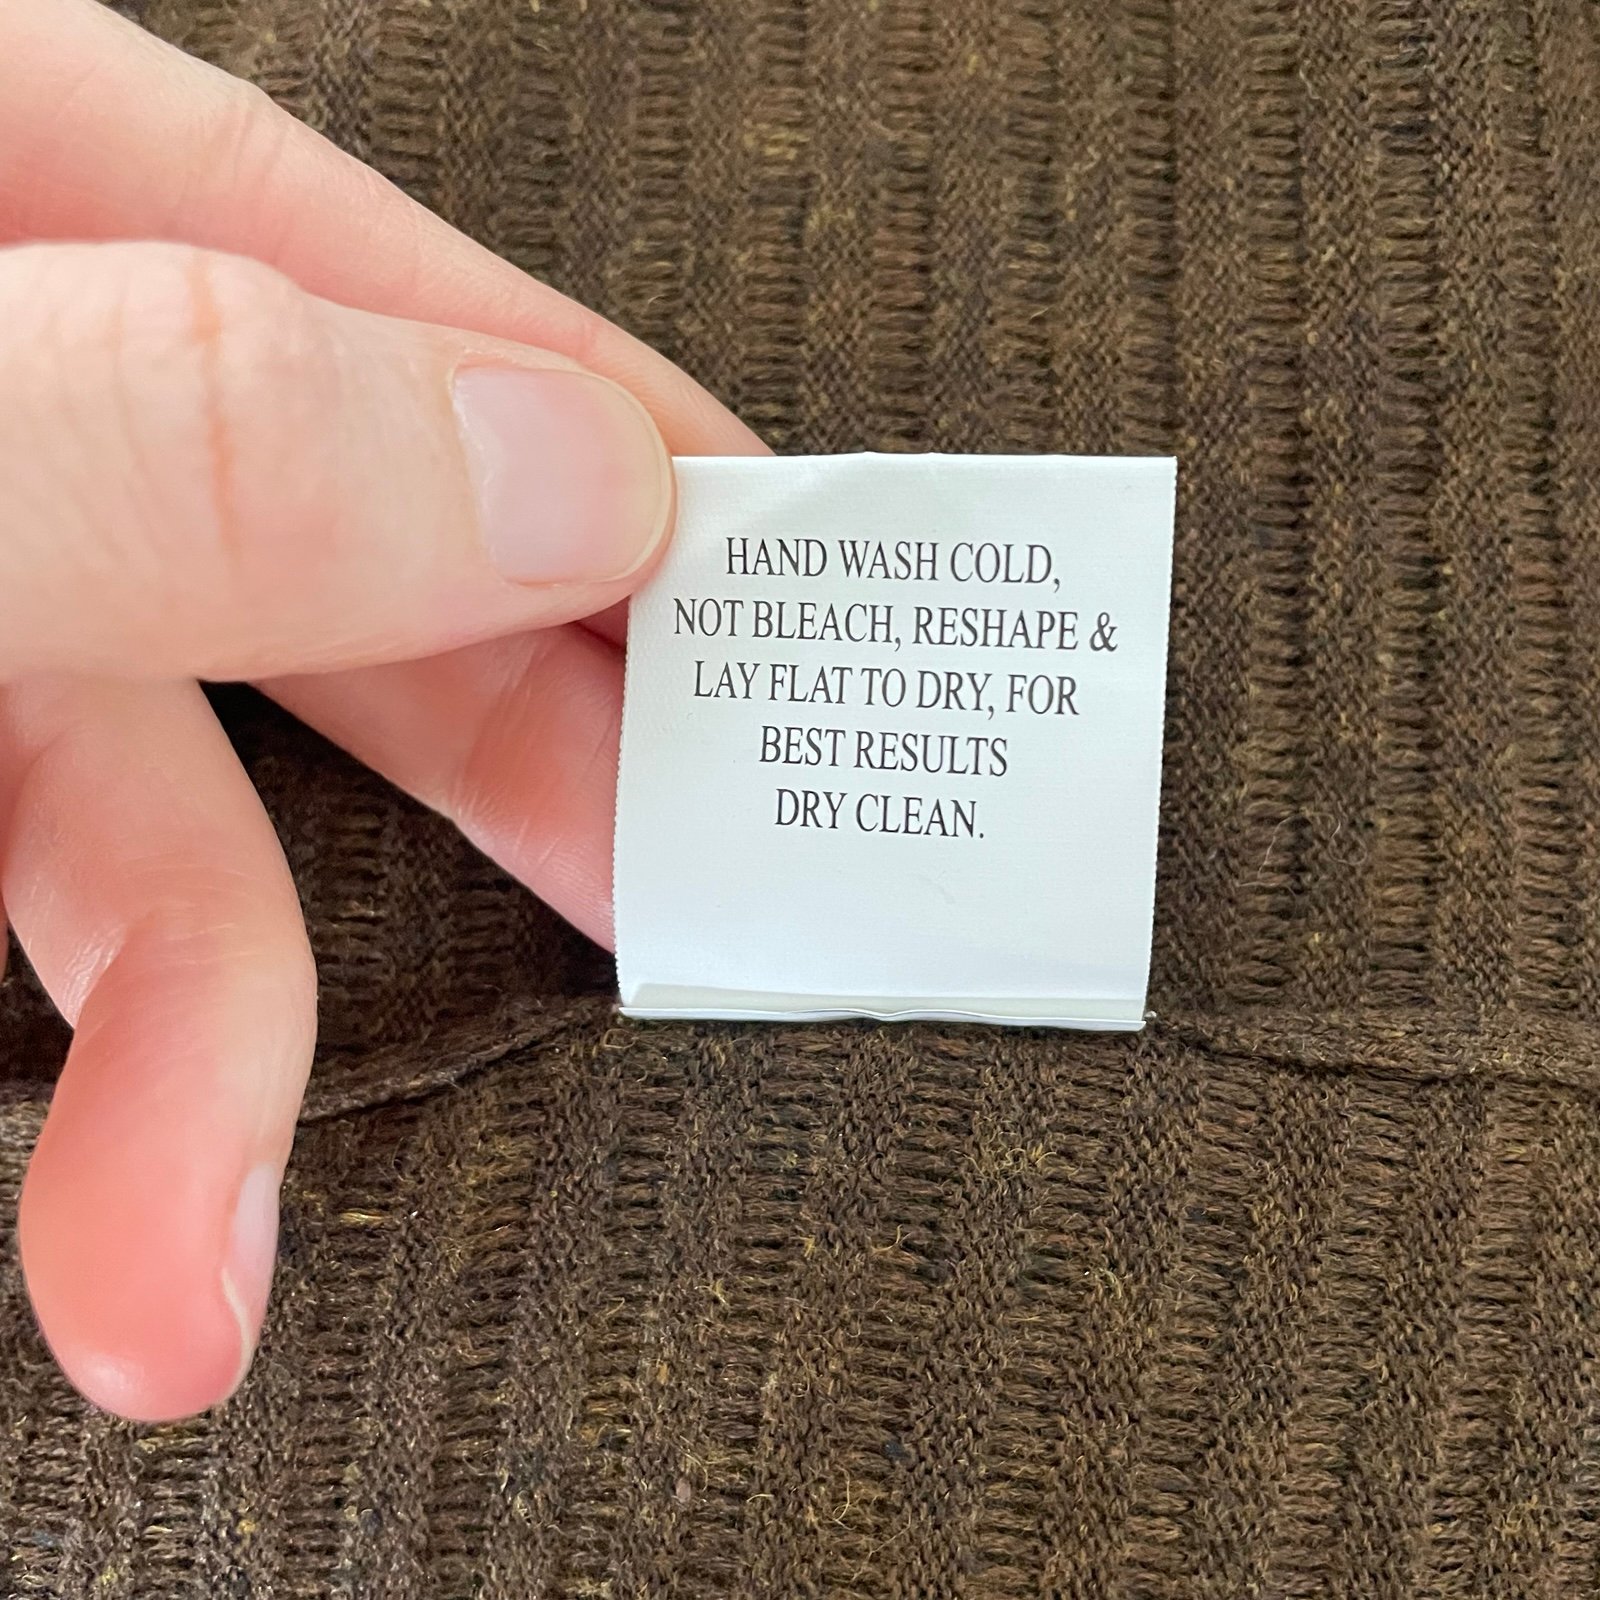 HAND WASH COLD,
NOT BLEACH, RESHAPE &
LAY FLAT TO DRY, FOR
BEST RESULTS
DRY CLEAN.